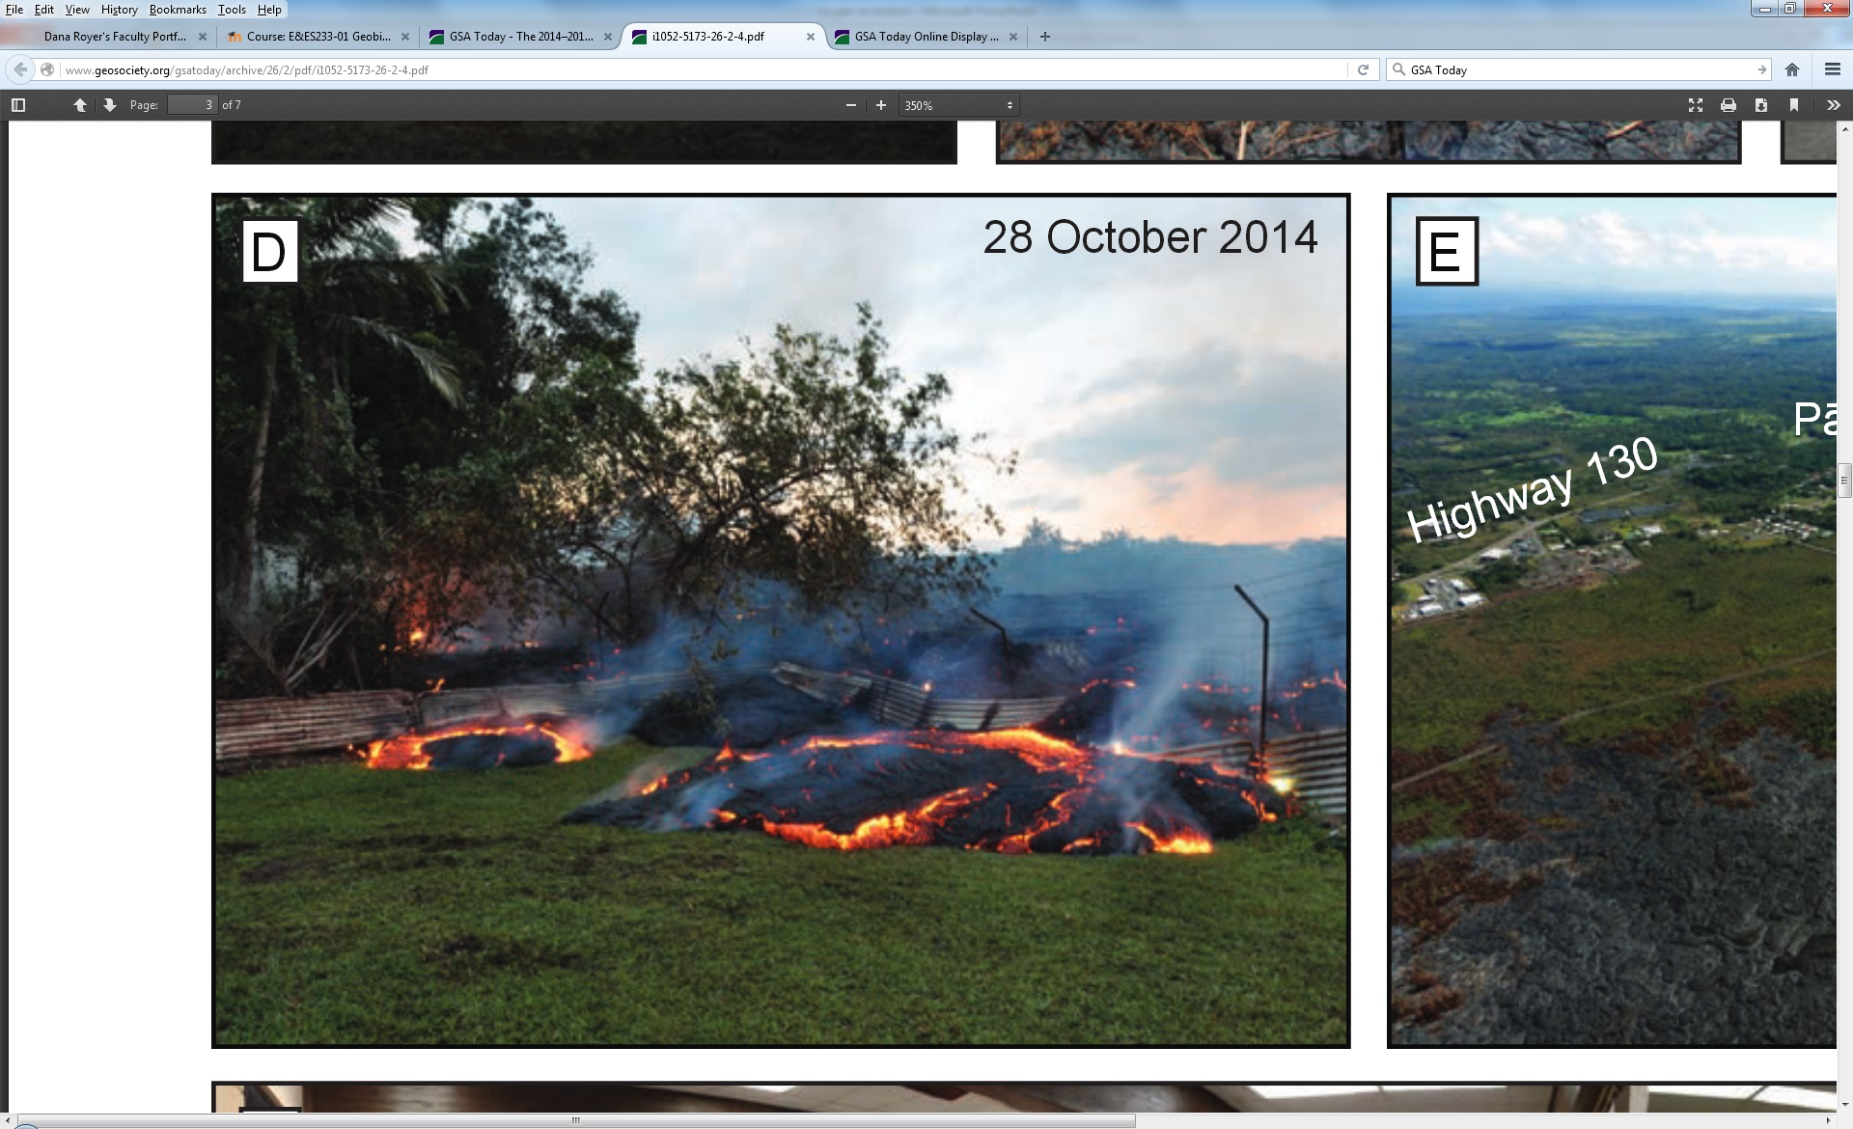 File Edit View History Bookmarks Tools Help
Dana Royer's Faculty Portf...
Course: E&ES233-01 Geobi...
GSA Today - The 2014–201...
i1052-5173-26-2-4.pdf
GSA Today Online Display ...
www.geosociety.org/gsatoday/archive/26/2/pdf/i1052-5173-26-2-4.pdf
GSA Today
Page: 3 of 7
350%
D
28 October 2014
E
Pā
Highway 130